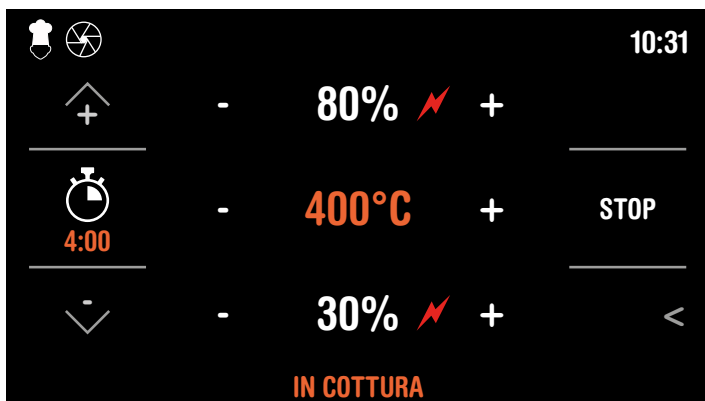 10:31
+
- 80% +
4:00
- 400°C +
STOP
-
- 30% +
<
IN COTTURA